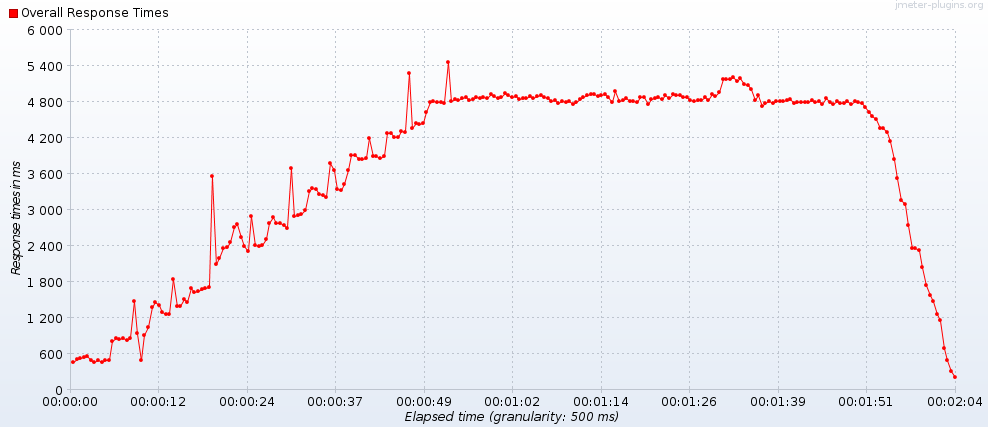 jmeter-plugins.org
Overall Response Times
6 000
5 400
4 800
4 200
3 600
3 000
2 400
1 800
1 200
600
0
Response times in ms
00:00:00 00:00:12 00:00:24 00:00:37 00:00:49 00:01:02 00:01:14 00:01:26 00:01:39 00:01:51 00:02:04
Elapsed time (granularity: 500 ms)